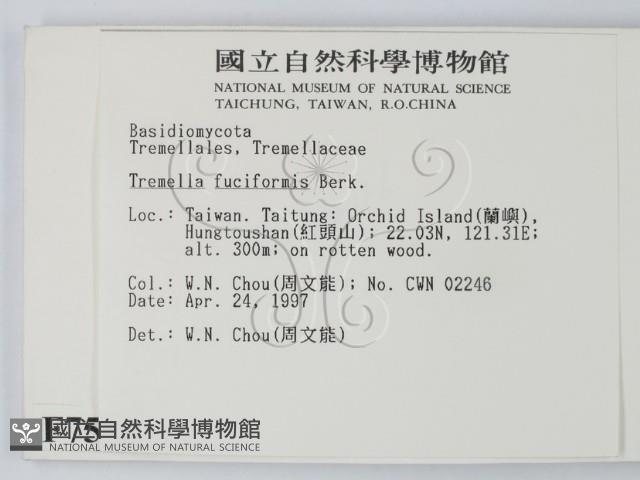 國立自然科學博物館
NATIONAL MUSEUM OF NATURAL SCIENCE
TAICHUNG, TAIWAN, R.O.CHINA
Basidiomycota
Tremellales, Tremellaceae
Tremella fuciformis Berk.
Loc.: Taiwan. Taitung: Orchid Island(蘭嶼),
Hungtoushan(紅頭山); 22.03N, 121.31E;
alt. 300m; on rotten wood.
Col.: W.N. Chou(周文能); No. CWN 02246
Date: Apr. 24, 1997
Det.: W.N. Chou(周文能)
F75
國立自然科學博物館
NATIONAL MUSEUM OF NATURAL SCIENCE